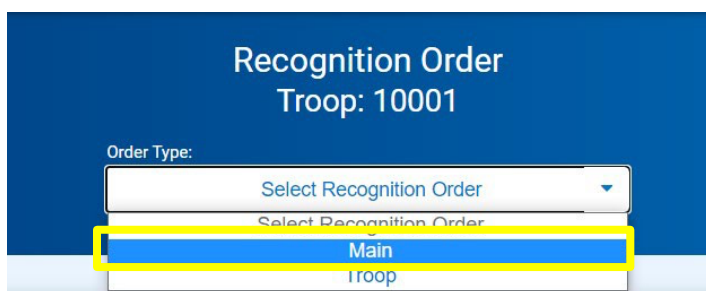 Recognition Order
Troop: 10001
Order Type:
Select Recognition Order
Select Recognition Order
Main
Troop